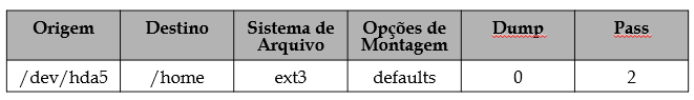 Origem Destino Sistema de Arquivo Opções de Montagem Dump Pass
/dev/hda5 /home ext3 defaults 0 2